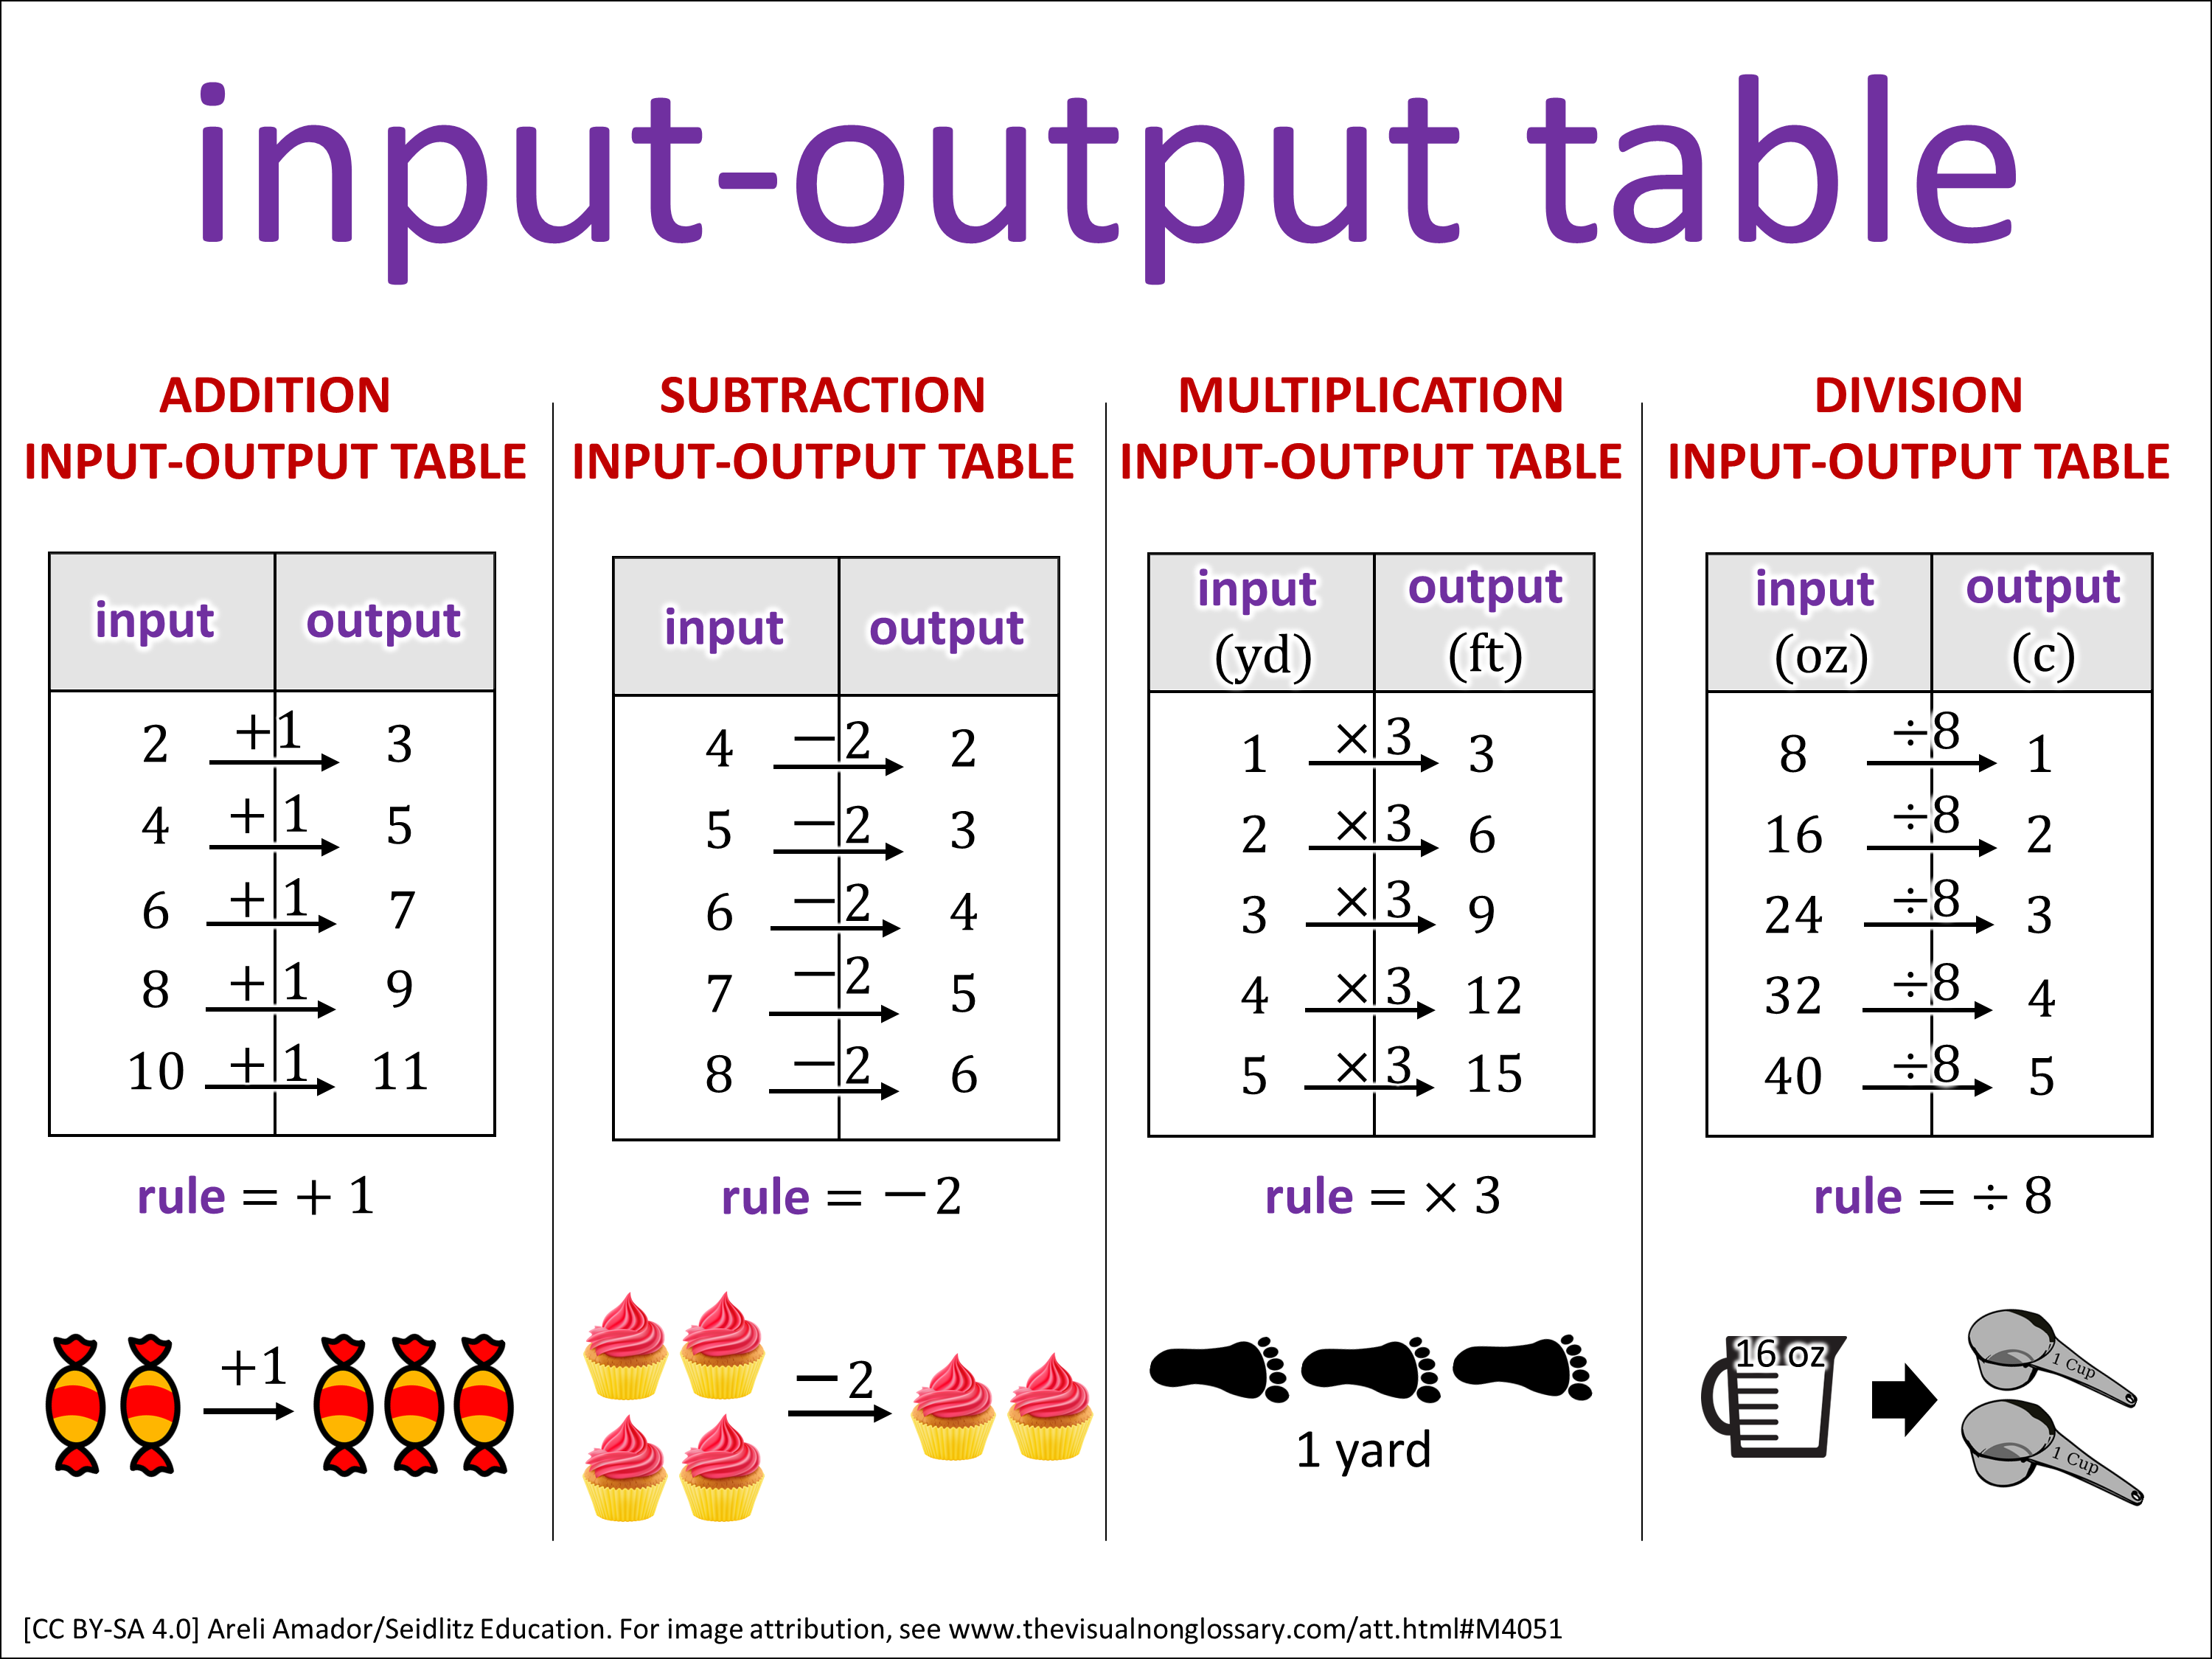 input-output table
ADDITION
INPUT-OUTPUT TABLE
input output
2 +1 3
4 + 1 5
6 + 1 7
8 + 1 9
10 + 1 11
rule = + 1
+1
SUBTRACTION
INPUT-OUTPUT TABLE
input output
4 −2 2
5 −2 3
6 −2 4
7 −2 5
8 −2 6
rule = −2
−2
MULTIPLICATION
INPUT-OUTPUT TABLE
input output
(yd) (ft)
1 × 3 3
2 × 3 6
3 × 3 9
4 × 3 12
5 × 3 15
rule = × 3
1 yard
DIVISION
INPUT-OUTPUT TABLE
input output
(oz) (c)
8 ÷8 1
16 ÷8 2
24 ÷8 3
32 ÷8 4
40 ÷8 5
rule = ÷ 8
16 oz
1 Cup
1 Cup
[CC BY-SA 4.0] Areli Amador/Seidlitz Education. For image attribution, see www.thevisualnonglossary.com/att.html#M4051